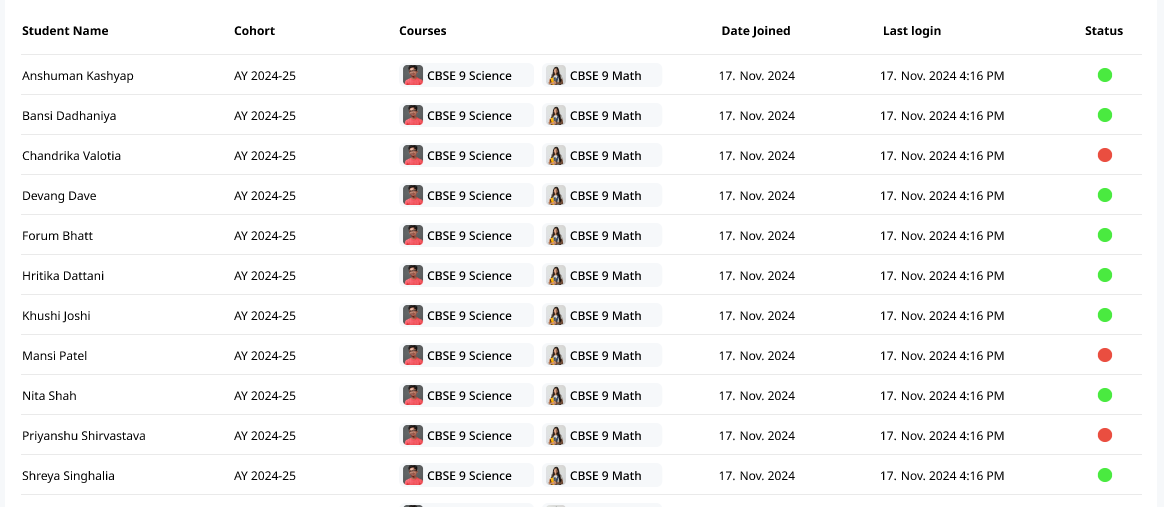 Student Name Cohort Courses Date Joined Last login Status
Anshuman Kashyap AY 2024-25 CBSE 9 Science CBSE 9 Math 17. Nov. 2024 17. Nov. 2024 4:16 PM
Bansi Dadhaniya AY 2024-25 CBSE 9 Science CBSE 9 Math 17. Nov. 2024 17. Nov. 2024 4:16 PM
Chandrika Valotia AY 2024-25 CBSE 9 Science CBSE 9 Math 17. Nov. 2024 17. Nov. 2024 4:16 PM
Devang Dave AY 2024-25 CBSE 9 Science CBSE 9 Math 17. Nov. 2024 17. Nov. 2024 4:16 PM
Forum Bhatt AY 2024-25 CBSE 9 Science CBSE 9 Math 17. Nov. 2024 17. Nov. 2024 4:16 PM
Hritika Dattani AY 2024-25 CBSE 9 Science CBSE 9 Math 17. Nov. 2024 17. Nov. 2024 4:16 PM
Khushi Joshi AY 2024-25 CBSE 9 Science CBSE 9 Math 17. Nov. 2024 17. Nov. 2024 4:16 PM
Mansi Patel AY 2024-25 CBSE 9 Science CBSE 9 Math 17. Nov. 2024 17. Nov. 2024 4:16 PM
Nita Shah AY 2024-25 CBSE 9 Science CBSE 9 Math 17. Nov. 2024 17. Nov. 2024 4:16 PM
Priyanshu Shirvastava AY 2024-25 CBSE 9 Science CBSE 9 Math 17. Nov. 2024 17. Nov. 2024 4:16 PM
Shreya Singhalia AY 2024-25 CBSE 9 Science CBSE 9 Math 17. Nov. 2024 17. Nov. 2024 4:16 PM